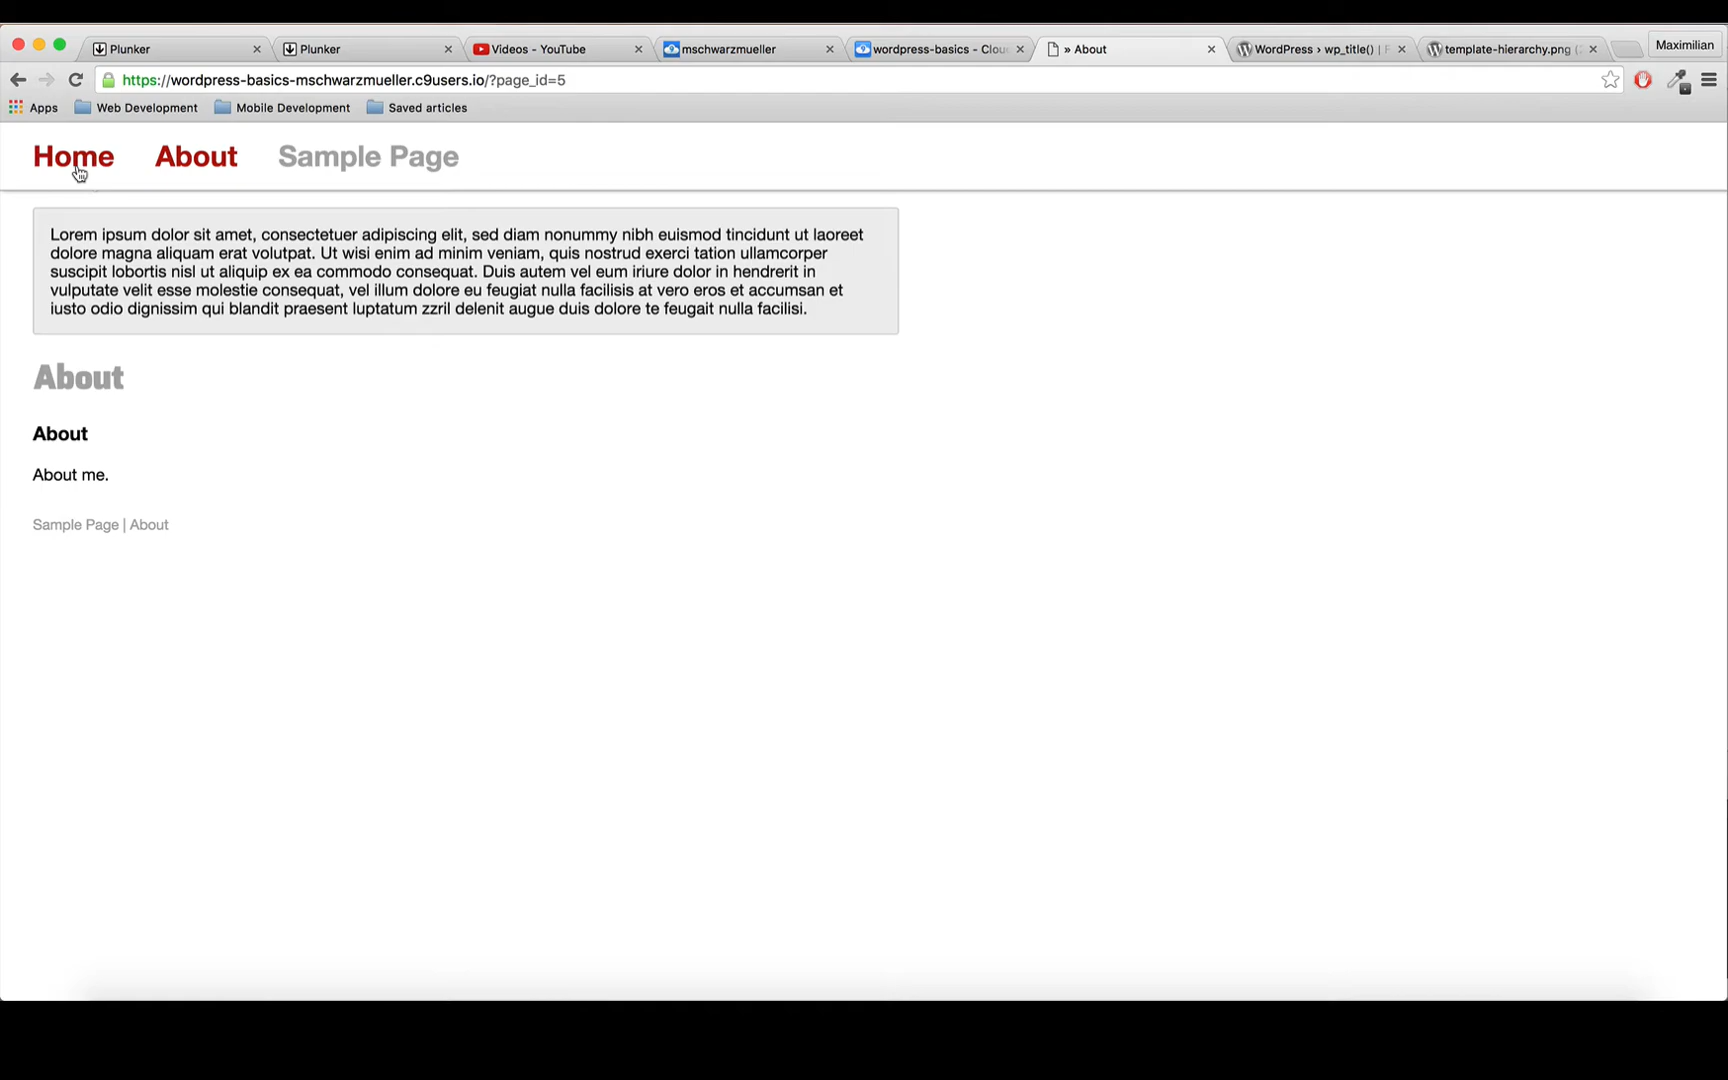 Plunker
Plunker
Videos - YouTube
mschwarzmueller
wordpress-basics - Clou
» About
WordPress › wp_title() | F
template-hierarchy.png (
Maximilian
https://wordpress-basics-mschwarzmueller.c9users.io/?page_id=5
Apps
Web Development
Mobile Development
Saved articles
Home
About
Sample Page
Lorem ipsum dolor sit amet, consectetuer adipiscing elit, sed diam nonummy nibh euismod tincidunt ut laoreet
dolore magna aliquam erat volutpat. Ut wisi enim ad minim veniam, quis nostrud exerci tation ullamcorper
suscipit lobortis nisl ut aliquip ex ea commodo consequat. Duis autem vel eum iriure dolor in hendrerit in
vulputate velit esse molestie consequat, vel illum dolore eu feugiat nulla facilisis at vero eros et accumsan et
iusto odio dignissim qui blandit praesent luptatum zzril delenit augue duis dolore te feugait nulla facilisi.
About
About
About me.
Sample Page | About